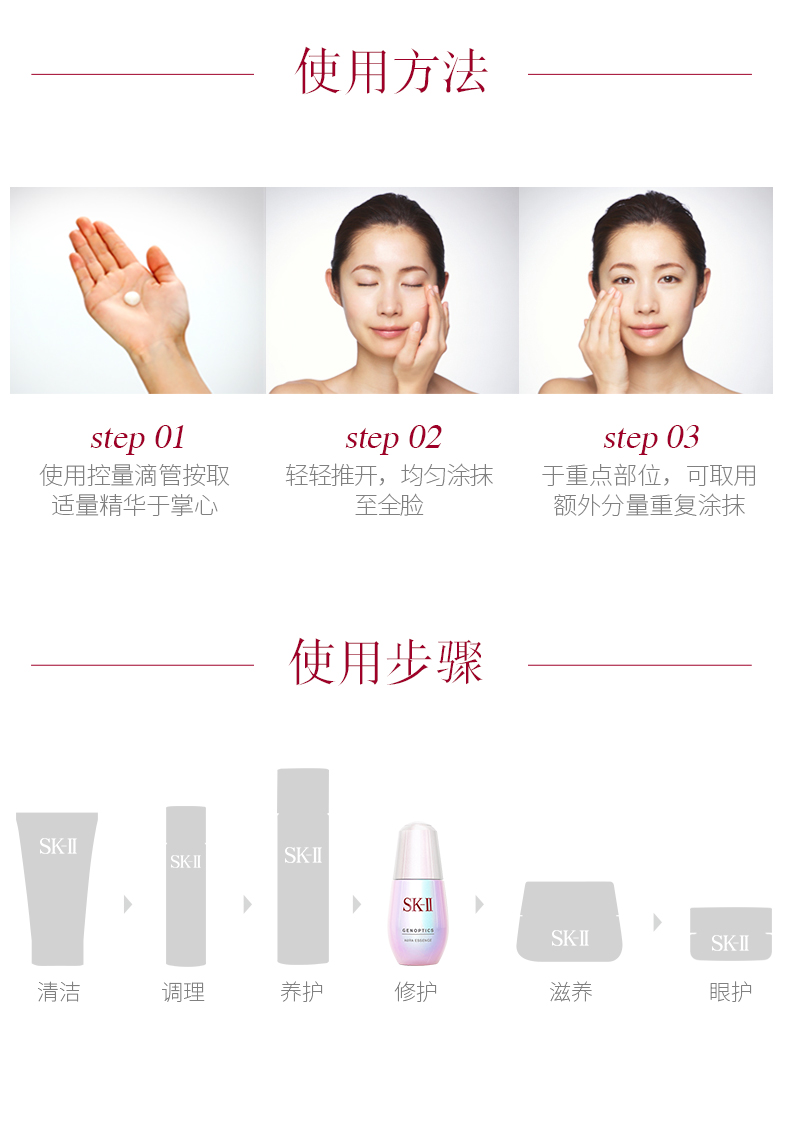 使用方法
step 01
使用控量滴管按取
适量精华于掌心
step 02
轻轻推开，均匀涂抹
至全脸
step 03
于重点部位，可取用
额外分量重复涂抹
使用步骤
SK-II
SK-II
SK-II
SK-II
GENOPTICS
SK-II
SK-II
清洁
调理
养护
修护
滋养
眼护